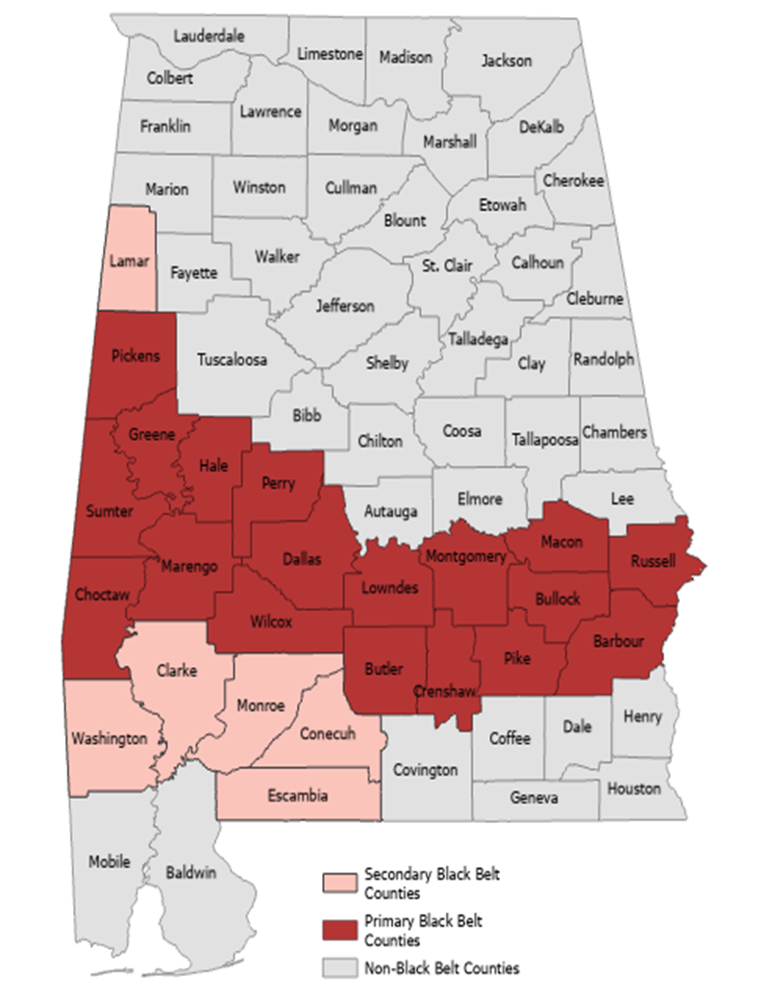 Lauderdale
Limestone
Madison
Jackson
Colbert
Lawrence
Franklin
Morgan
DeKalb
Marshall
Marion
Winston
Cullman
Cherokee
Etowah
Blount
Lamar
Walker
St. Clair
Calhoun
Fayette
Cleburne
Jefferson
Talladega
Pickens
Tuscaloosa
Shelby
Clay
Randolph
Bibb
Greene
Chilton
Coosa
Tallapoosa
Chambers
Hale
Perry
Sumter
Autauga
Elmore
Lee
Macon
Montgomery
Dallas
Russell
Marengo
Lowndes
Choctaw
Bullock
Wilcox
Barbour
Clarke
Butler
Pike
Crenshaw
Monroe
Henry
Washington
Conecuh
Coffee
Dale
Covington
Escambia
Geneva
Houston
Mobile
Baldwin
Secondary Black Belt
Counties
Primary Black Belt
Counties
Non-Black Belt Counties